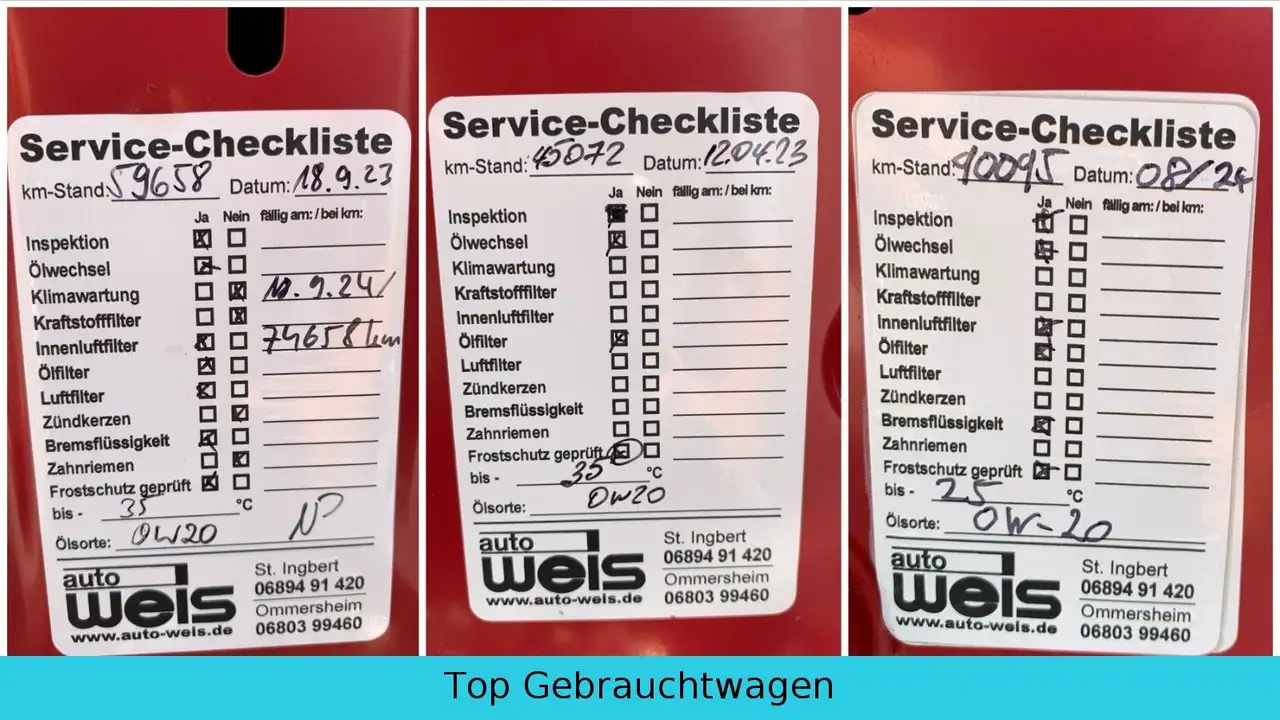 Service-Checkliste
km-Stand: 59658 Datum: 18.9.23
Ja Nein fällig am: / bei km:
Inspektion
Ölwechsel
Klimawartung 10.9.24/
Kraftstofffilter
Innenluftfilter 74658 km
Ölfilter
Luftfilter
Zündkerzen
Bremsflüssigkeit
Zahnriemen
Frostschutz geprüft
bis - 35 °C
Ölsorte: 0W20
auto St. Ingbert
weis 06894 91 420
Ommersheim
www.auto-weis.de 06803 99460
Service-Checkliste
km-Stand: 45072 Datum: 12.04.23
Ja Nein fällig am: / bei km:
Inspektion
Ölwechsel
Klimawartung
Kraftstofffilter
Innenluftfilter
Ölfilter
Luftfilter
Zündkerzen
Bremsflüssigkeit
Zahnriemen
Frostschutz geprüft
bis - 35 °C
Ölsorte: 0W20
auto St. Ingbert
weis 06894 91 420
Ommersheim
www.auto-weis.de 06803 99460
Service-Checkliste
km-Stand: 90095 Datum: 08/24
Ja Nein fällig am: / bei km:
Inspektion
Ölwechsel
Klimawartung
Kraftstofffilter
Innenluftfilter
Ölfilter
Luftfilter
Zündkerzen
Bremsflüssigkeit
Zahnriemen
Frostschutz geprüft
bis - 25 °C
Ölsorte: 0W-20
auto St. Ingbert
weis 06894 91 420
Ommersheim
www.auto-weis.de 06803 99460
Top Gebrauchtwagen